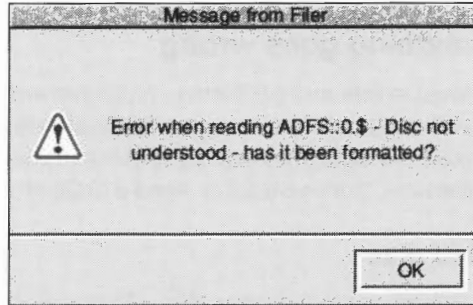 Message from Filer
Error when reading ADFS::0.$ - Disc not
understood - has it been formatted?
OK